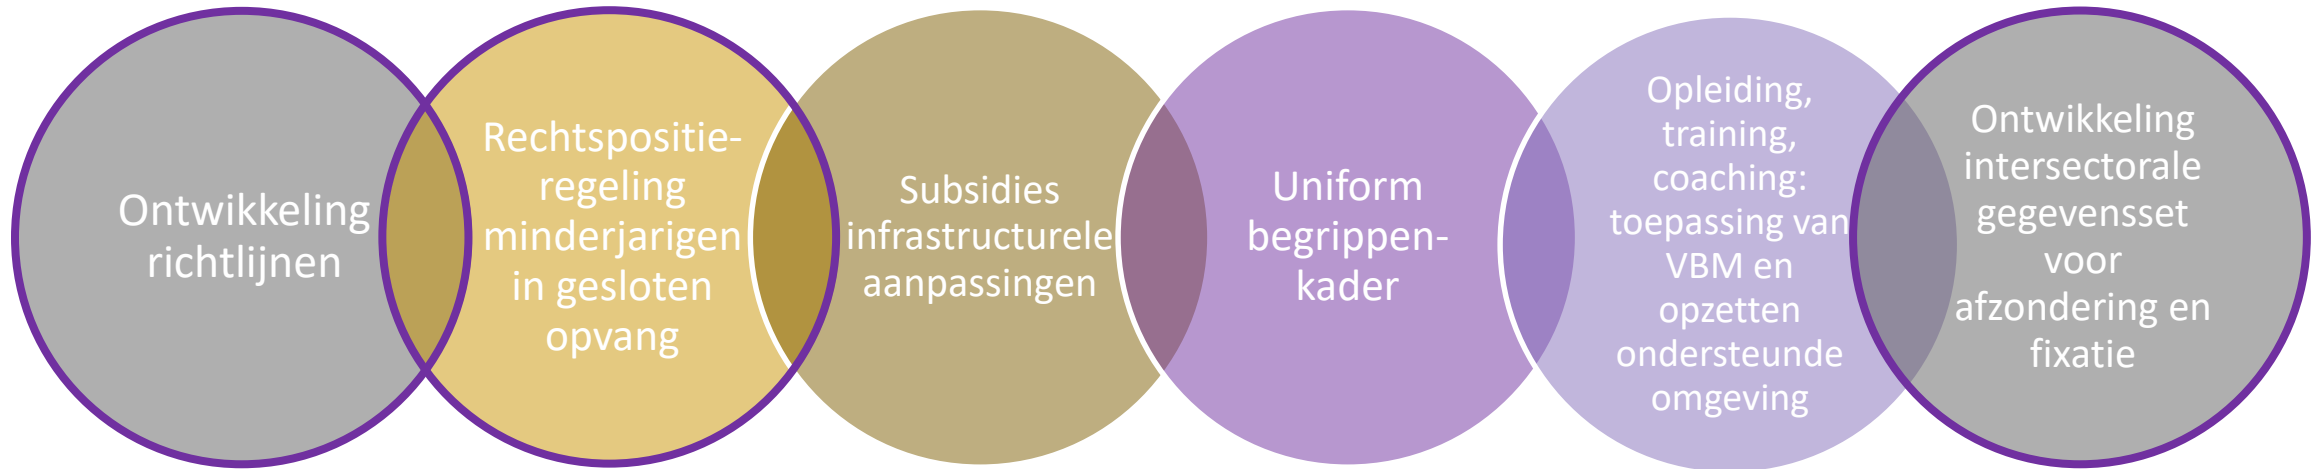 Ontwikkeling
richtlijnen
Rechtspositie-
regeling
minderjarigen
in gesloten
opvang
Subsidies
infrastructurele
aanpassingen
Uniform
begrippen-
kader
Opleiding,
training,
coaching:
toepassing van
VBM en
opzetten
ondersteunde
omgeving
Ontwikkeling
intersectorale
gegevensset
voor
afzondering en
fixatie